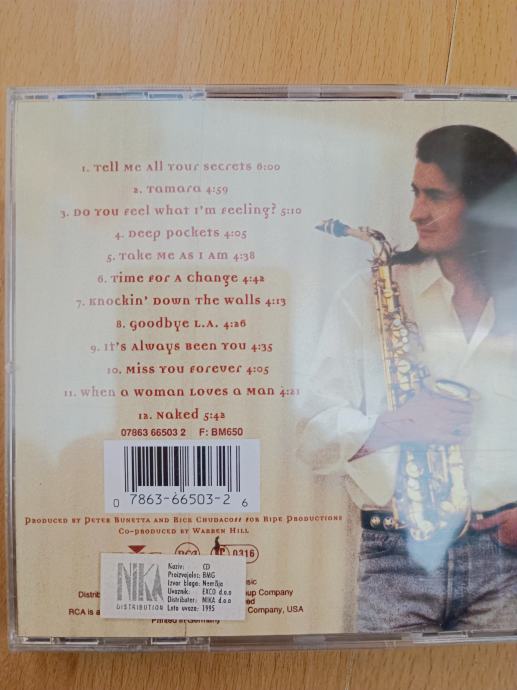 1. Tell Me All Your Secrets 6:00
2. Tamara 4:59
3. Do You Feel What I'm Feeling? 5:10
4. Deep Pockets 4:05
5. Take Me As I Am 4:38
6. Time For A Change 4:42
7. Knockin' Down The Walls 4:13
8. Goodbye L.A. 4:26
9. It's Always Been You 4:35
10. Miss You Forever 4:05
11. When A Woman Loves A Man 4:21
12. Naked 5:42
07863 66503 2 F: BM650
0 7863-66503-2 6
Produced by Peter Bunetta and Rick Chudacoff for Ripe Productions
Co-produced by Warren Hill
0316
NIKA
DISTRIBUTION
Naziv: CD
Proizvajalec: BMG
Izvor blaga: Nemčija
Uvoznik: EXCO d.o.o
Distributer: NIKA d.o.o
Leto uvoza: 1995
Company
RCA is a Company, USA
Printed in Germany